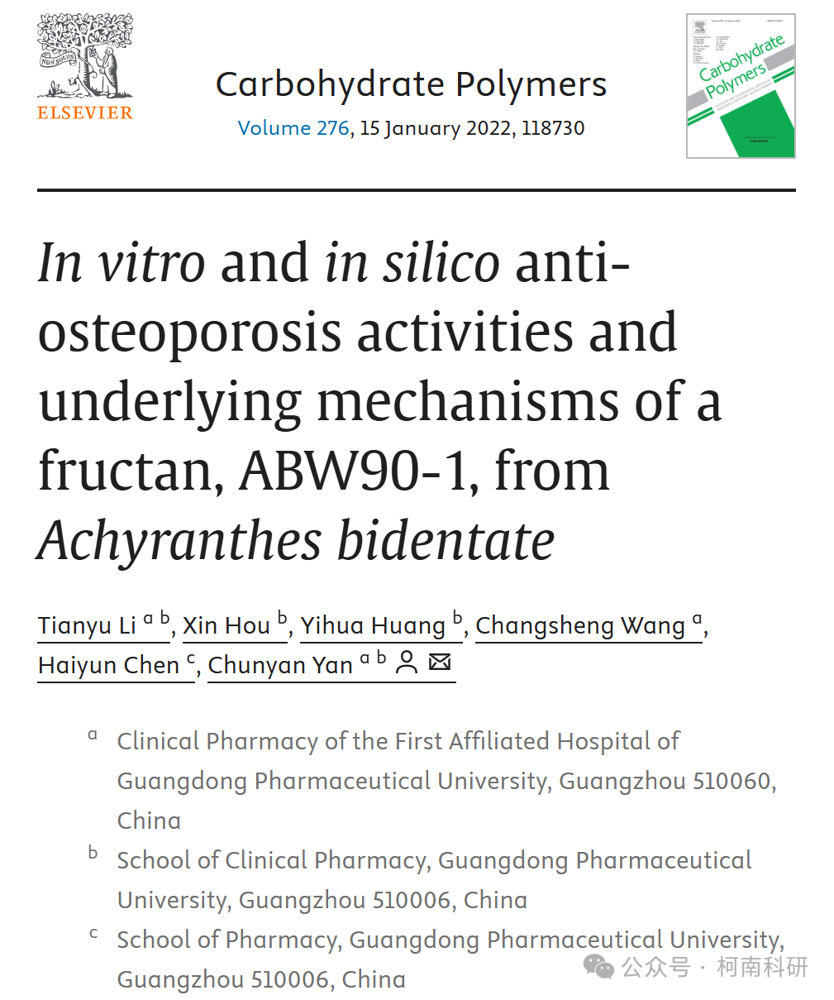 NON SOLUS
ELSEVIER
Carbohydrate Polymers
Volume 276, 15 January 2022, 118730
Carbohydrate
Polymers
In vitro and in silico anti-
osteoporosis activities and
underlying mechanisms of a
fructan, ABW90-1, from
Achyranthes bidentate
Tianyu Li a b, Xin Hou b, Yihua Huang b, Changsheng Wang a,
Haiyun Chen c, Chunyan Yan a b
a Clinical Pharmacy of the First Affiliated Hospital of
Guangdong Pharmaceutical University, Guangzhou 510060,
China
b School of Clinical Pharmacy, Guangdong Pharmaceutical
University, Guangzhou 510006, China
c School of Pharmacy, Guangdong Pharmaceutical University,
Guangzhou 510006, China
公众号 · 柯南科研